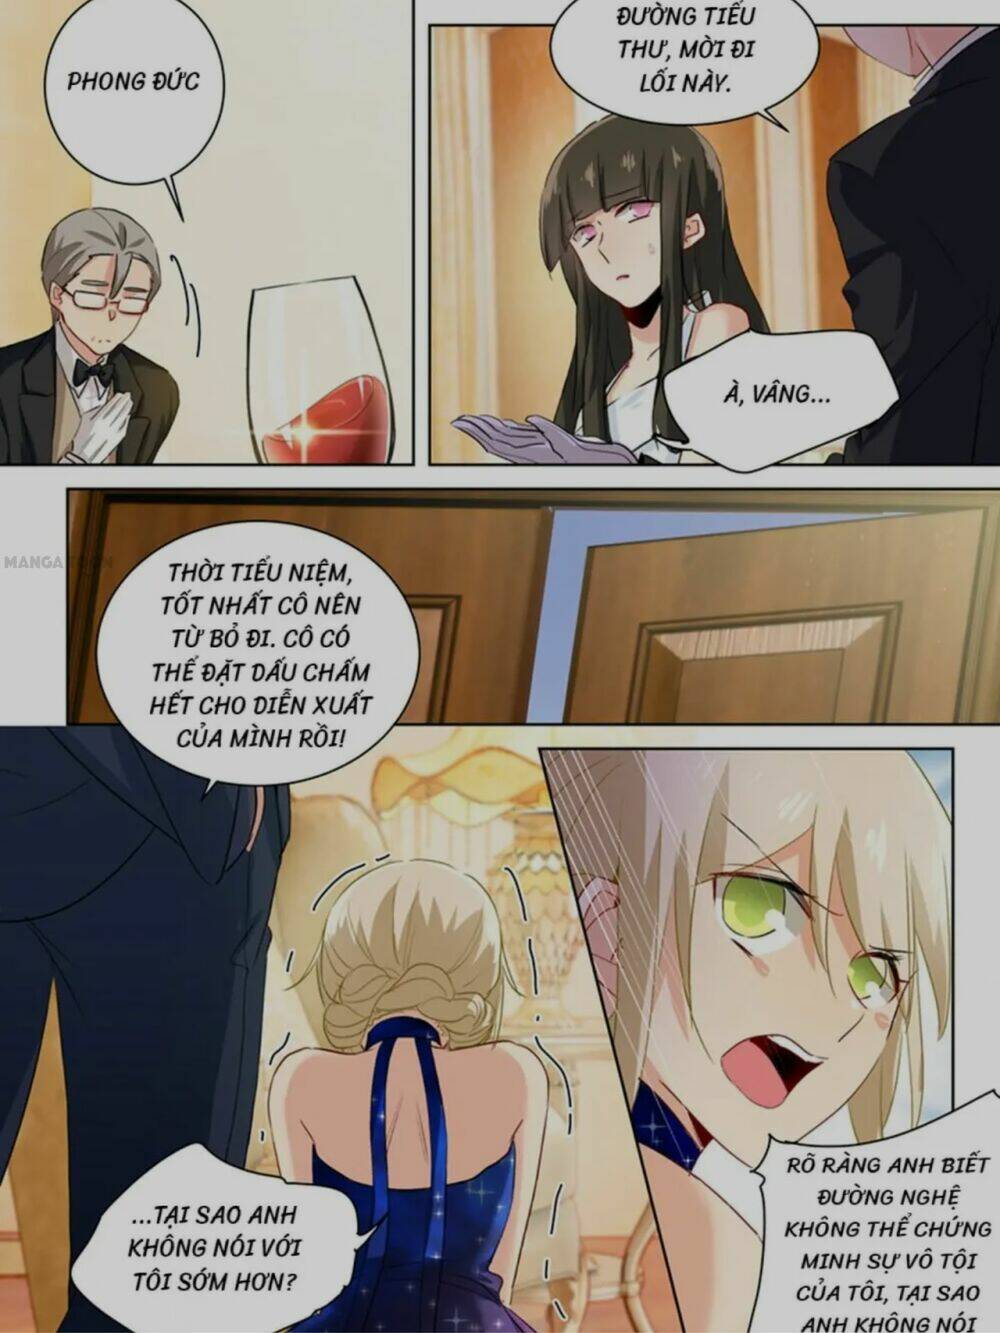 PHONG ĐỨC
ĐƯỜNG TIỂU
THƯ, MỜI ĐI
LỐI NÀY.
À, VÂNG...
MANGATOON
THỜI TIỂU NIỆM,
TỐT NHẤT CÔ NÊN
TỪ BỎ ĐI. CÔ CÓ
THỂ ĐẶT DẤU CHẤM
HẾT CHO DIỄN XUẤT
CỦA MÌNH RỒI!
...TẠI SAO ANH
KHÔNG NÓI VỚI
TÔI SỚM HƠN?
RÕ RÀNG ANH BIẾT
ĐƯỜNG NGHỆ
KHÔNG THỂ CHỨNG
MINH SỰ VÔ TỘI
CỦA TÔI, TẠI SAO
ANH KHÔNG NÓI